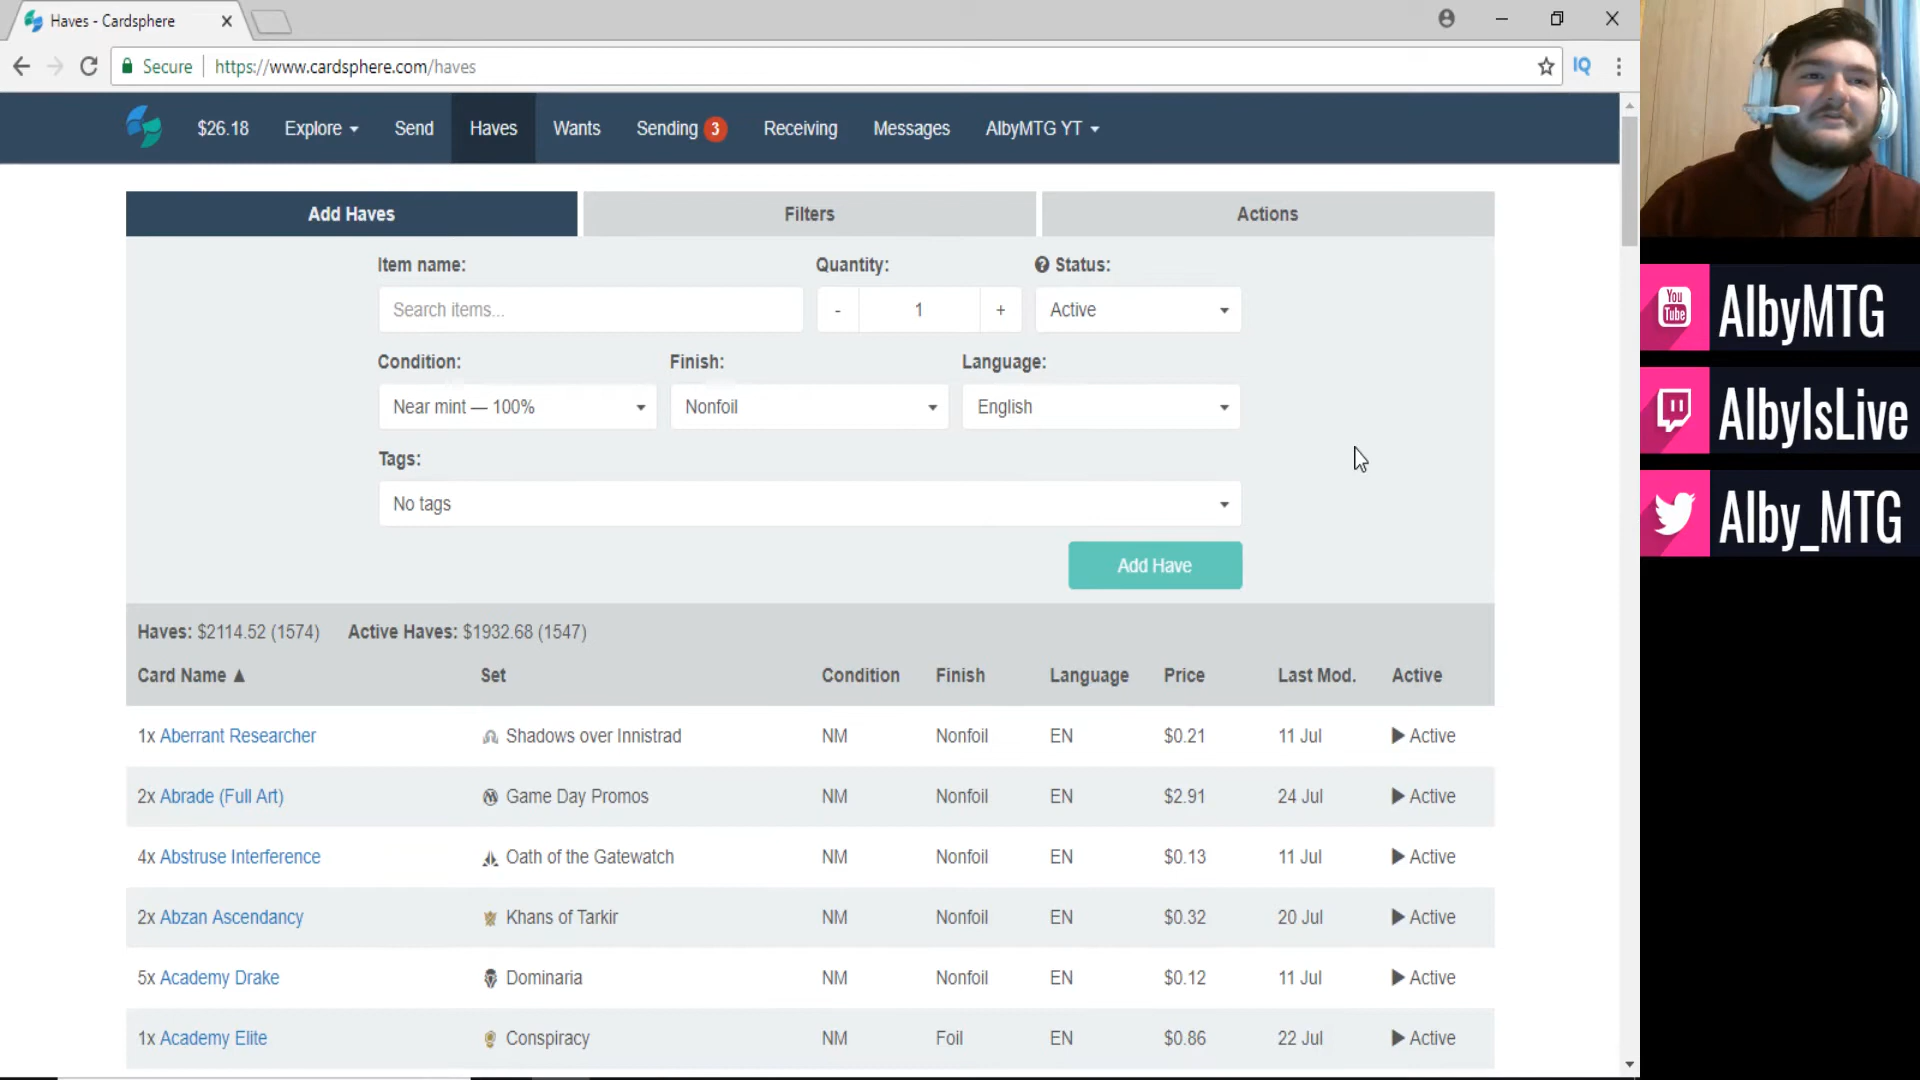 Haves - Cardsphere
Secure https://www.cardsphere.com/haves
IQ
$26.18 Explore Send Haves Wants Sending 3 Receiving Messages AlbyMTG YT
Add Haves Filters Actions
Item name: Quantity: Status:
Search items... - 1 + Active
Condition: Finish: Language:
Near mint — 100% Nonfoil English
Tags:
No tags
Add Have
Haves: $2114.52 (1574) Active Haves: $1932.68 (1547)
Card Name ▲ Set Condition Finish Language Price Last Mod. Active
1x Aberrant Researcher Shadows over Innistrad NM Nonfoil EN $0.21 11 Jul Active
2x Abrade (Full Art) Game Day Promos NM Nonfoil EN $2.91 24 Jul Active
4x Abstruse Interference Oath of the Gatewatch NM Nonfoil EN $0.13 11 Jul Active
2x Abzan Ascendancy Khans of Tarkir NM Nonfoil EN $0.32 20 Jul Active
5x Academy Drake Dominaria NM Nonfoil EN $0.12 11 Jul Active
1x Academy Elite Conspiracy NM Foil EN $0.86 22 Jul Active
You Tube AlbyMTG
AlbyIsLive
Alby_MTG